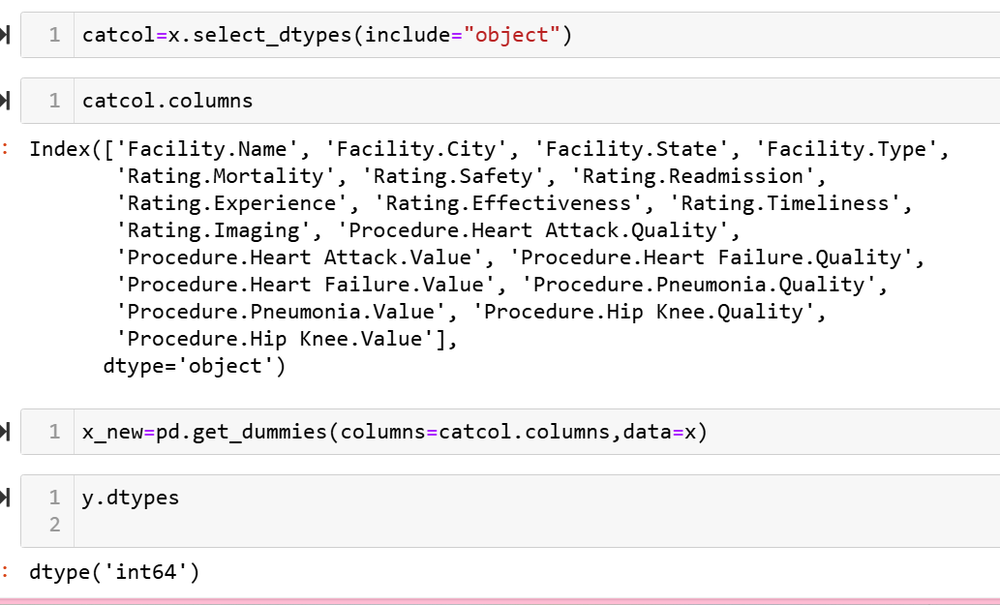 1 catcol=x.select_dtypes(include="object")
1 catcol.columns
: Index(['Facility.Name', 'Facility.City', 'Facility.State', 'Facility.Type',
'Rating.Mortality', 'Rating.Safety', 'Rating.Readmission',
'Rating.Experience', 'Rating.Effectiveness', 'Rating.Timeliness',
'Rating.Imaging', 'Procedure.Heart Attack.Quality',
'Procedure.Heart Attack.Value', 'Procedure.Heart Failure.Quality',
'Procedure.Heart Failure.Value', 'Procedure.Pneumonia.Quality',
'Procedure.Pneumonia.Value', 'Procedure.Hip Knee.Quality',
'Procedure.Hip Knee.Value'],
dtype='object')
1 x_new=pd.get_dummies(columns=catcol.columns,data=x)
1 y.dtypes
2
: dtype('int64')